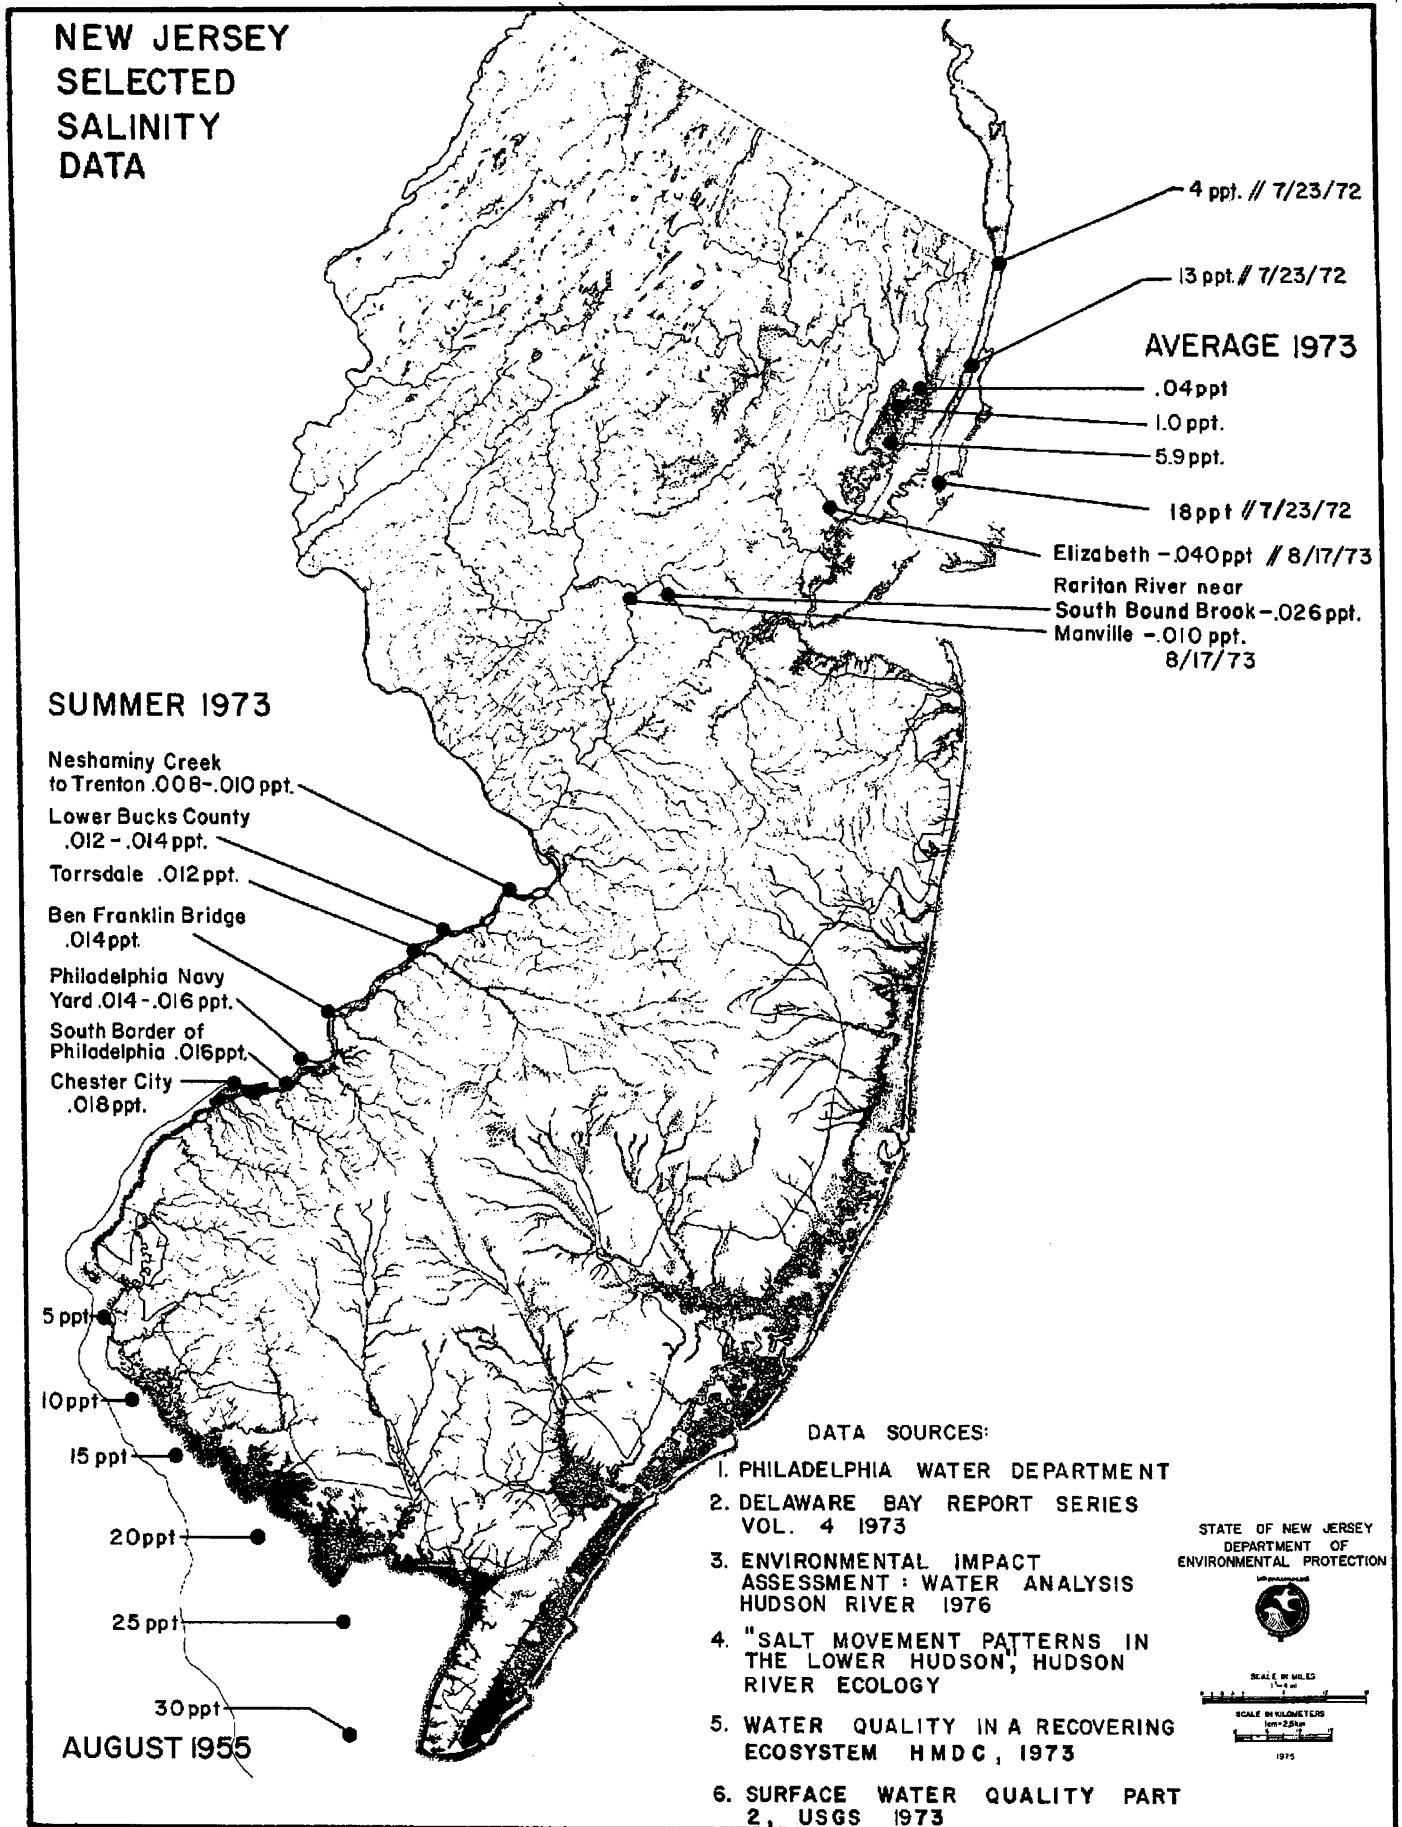 NEW JERSEY
SELECTED
SALINITY
DATA
4 ppt. // 7/23/72
13 ppt. // 7/23/72
AVERAGE 1973
.04ppt
1.0 ppt.
5.9 ppt.
18ppt // 7/23/72
Elizabeth -.040ppt // 8/17/73
Raritan River near
South Bound Brook-.026 ppt.
Manville -.010 ppt.
8/17/73
SUMMER 1973
Neshaminy Creek
to Trenton .008-.010 ppt.
Lower Bucks County
.012 -.014 ppt.
Torrsdale .012 ppt.
Ben Franklin Bridge
.014 ppt.
Philadelphia Navy
Yard .014 -.016 ppt.
South Border of
Philadelphia .016ppt.
Chester City
.018 ppt.
5 ppt
10 ppt
15 ppt
20 ppt
25 ppt
30 ppt
AUGUST 1955
DATA SOURCES:
1. PHILADELPHIA WATER DEPARTMENT
2. DELAWARE BAY REPORT SERIES
VOL. 4 1973
3. ENVIRONMENTAL IMPACT
ASSESSMENT : WATER ANALYSIS
HUDSON RIVER 1976
4. "SALT MOVEMENT PATTERNS IN
THE LOWER HUDSON", HUDSON
RIVER ECOLOGY
5. WATER QUALITY IN A RECOVERING
ECOSYSTEM HMDC, 1973
6. SURFACE WATER QUALITY PART
2, USGS 1973
STATE OF NEW JERSEY
DEPARTMENT OF
ENVIRONMENTAL PROTECTION
SCALE IN MILES
SCALE IN KILOMETERS
1975